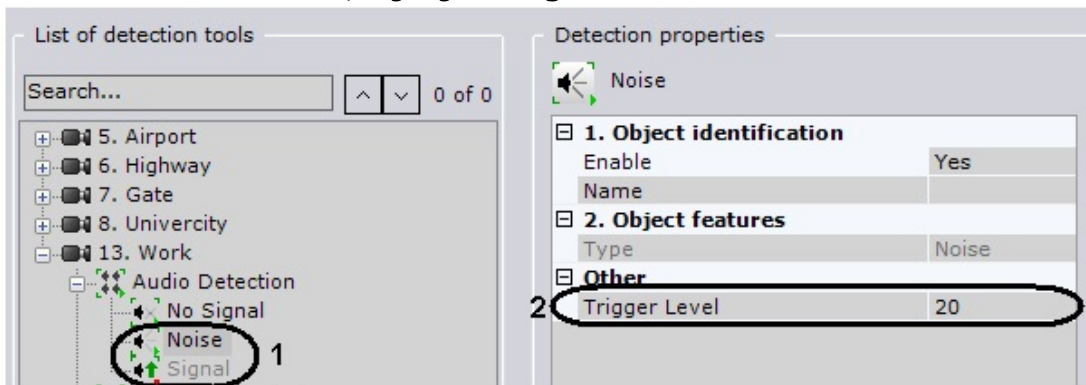 List of detection tools
Search...
0 of 0
5. Airport
6. Highway
7. Gate
8. Univercity
13. Work
Audio Detection
No Signal
Noise
Signal
1
Detection properties
Noise
1. Object identification
Enable Yes
Name
2. Object features
Type Noise
Other
2 Trigger Level 20